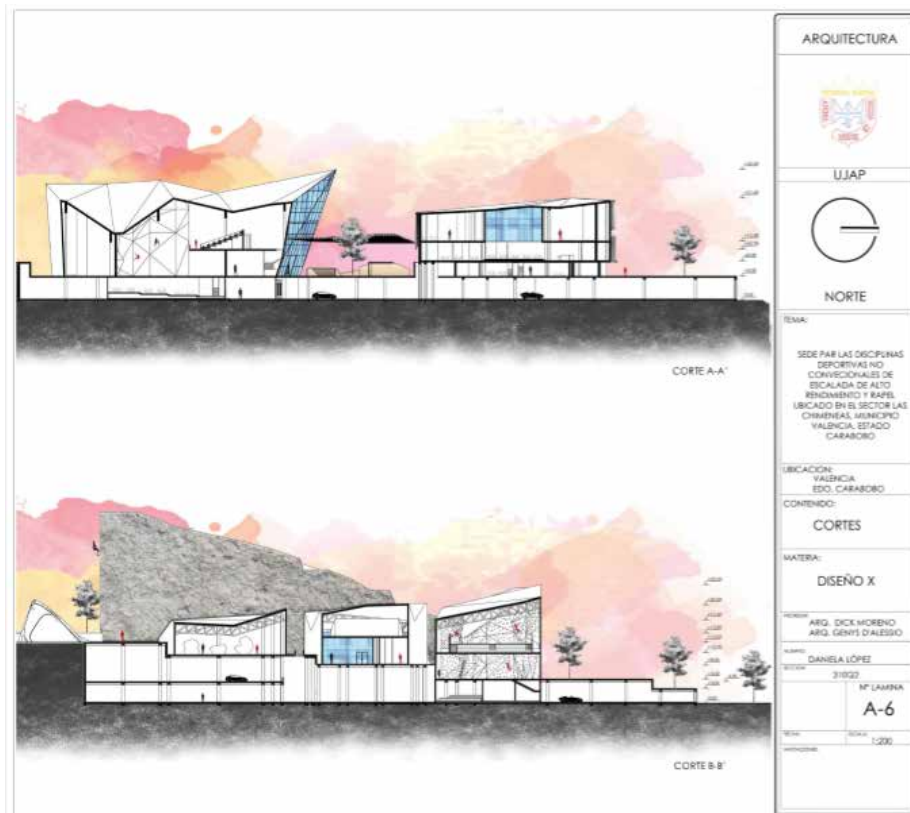 ARQUITECTURA
UJAP
NORTE
TEMA:
SEDE PAR LAS DISCIPLINAS
DEPORTIVAS NO
CONVECIONALES DE
ESCALADA DE ALTO
RENDIMIENTO Y RAPEL
UBICADO EN EL SECTOR LAS
CHIMENEAS, MUNICIPIO
VALENCIA, ESTADO
CARABOBO
UBICACIÓN:
VALENCIA
EDO. CARABOBO
CONTENIDO:
CORTES
MATERIA:
DISEÑO X
ARQ. DICK MORENO
ARQ. GENYS D'ALESSIO
DANIELA LÓPEZ
N° LAMINA
A-6
1:200
CORTE A-A'
CORTE B-B'